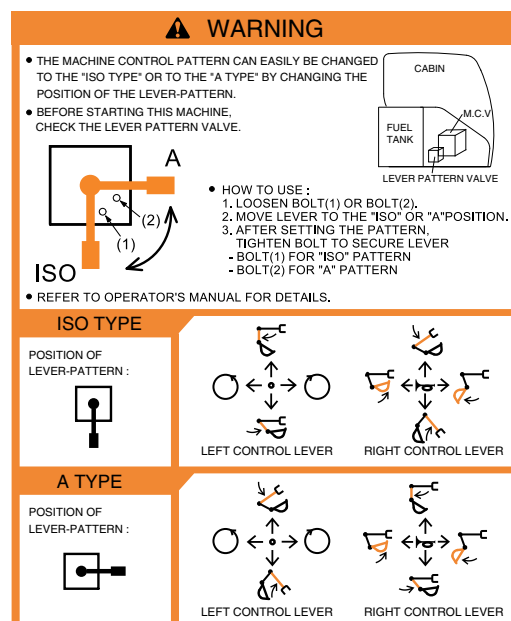 WARNING
• THE MACHINE CONTROL PATTERN CAN EASILY BE CHANGED
TO THE "ISO TYPE" OR TO THE "A TYPE" BY CHANGING THE
POSITION OF THE LEVER-PATTERN.
• BEFORE STARTING THIS MACHINE,
CHECK THE LEVER PATTERN VALVE.
CABIN
M.C.V
FUEL
TANK
LEVER PATTERN VALVE
A
(2)
(1)
ISO
• HOW TO USE :
1. LOOSEN BOLT(1) OR BOLT(2).
2. MOVE LEVER TO THE "ISO" OR "A"POSITION.
3. AFTER SETTING THE PATTERN,
TIGHTEN BOLT TO SECURE LEVER
- BOLT(1) FOR "ISO" PATTERN
- BOLT(2) FOR "A" PATTERN
• REFER TO OPERATOR'S MANUAL FOR DETAILS.
ISO TYPE
POSITION OF
LEVER-PATTERN :
LEFT CONTROL LEVER
RIGHT CONTROL LEVER
A TYPE
POSITION OF
LEVER-PATTERN :
LEFT CONTROL LEVER
RIGHT CONTROL LEVER